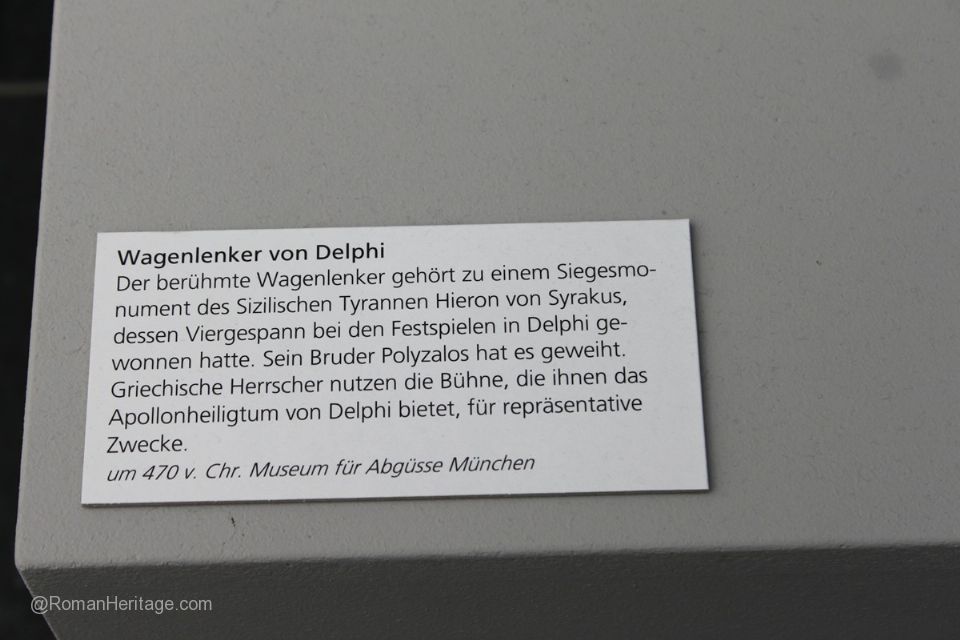 Wagenlenker von Delphi
Der berühmte Wagenlenker gehört zu einem Siegesmo-
nument des Sizilischen Tyrannen Hieron von Syrakus,
dessen Viergespann bei den Festspielen in Delphi ge-
wonnen hatte. Sein Bruder Polyzalos hat es geweiht.
Griechische Herrscher nutzen die Bühne, die ihnen das
Apollonheiligtum von Delphi bietet, für repräsentative
Zwecke.
um 470 v. Chr. Museum für Abgüsse München
@RomanHeritage.com